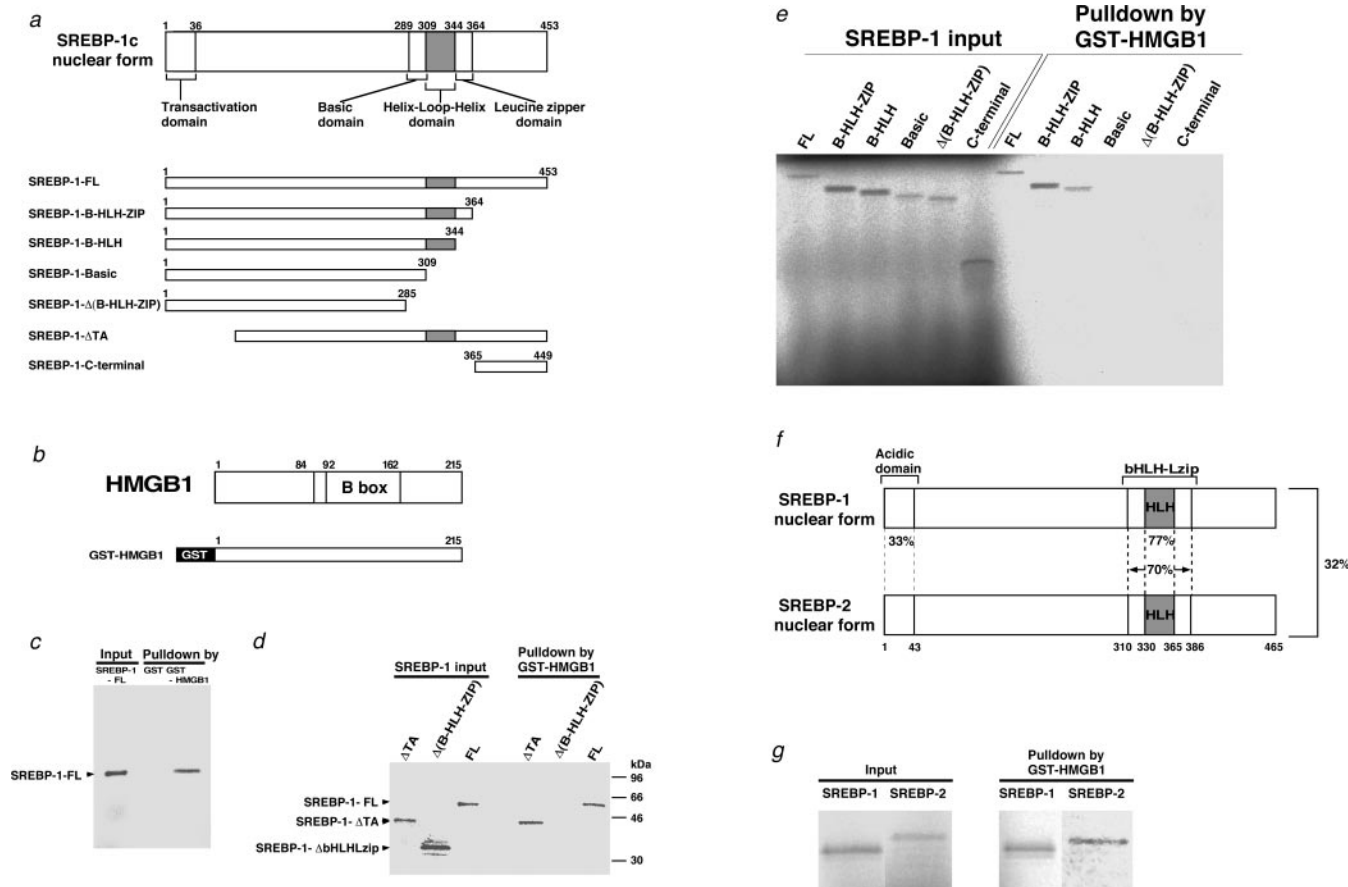 a
1 36 289 309 344 364 453
SREBP-1c
nuclear form
Transactivation
domain
Basic
domain
Helix-Loop-Helix
domain
Leucine zipper
domain
1 453
SREBP-1-FL
1 364
SREBP-1-B-HLH-ZIP
1 344
SREBP-1-B-HLH
1 309
SREBP-1-Basic
1 285
SREBP-1-Δ(B-HLH-ZIP)
SREBP-1-ΔTA
365 449
SREBP-1-C-terminal
b
1 84 92 162 215
HMGB1
B box
1 215
GST-HMGB1
GST
c
Input Pulldown by
SREBP-1 GST GST
- FL - HMGB1
SREBP-1-FL
d
SREBP-1 input
Pulldown by
GST-HMGB1
ΔTA
Δ(B-HLH-ZIP)
FL
ΔTA
Δ(B-HLH-ZIP)
FL
kDa
96
66
46
30
SREBP-1- FL
SREBP-1- ΔTA
SREBP-1- ΔbHLHLzip
e
SREBP-1 input
Pulldown by
GST-HMGB1
FL
B-HLH-ZIP
B-HLH
Basic
Δ(B-HLH-ZIP)
C-terminal
FL
B-HLH-ZIP
B-HLH
Basic
Δ(B-HLH-ZIP)
C-terminal
f
Acidic
domain
bHLH-Lzip
SREBP-1
nuclear form
HLH
33% 77%
70%
32%
SREBP-2
nuclear form
HLH
1 43 310 330 365 386 465
g
Input
SREBP-1 SREBP-2
Pulldown by
GST-HMGB1
SREBP-1 SREBP-2